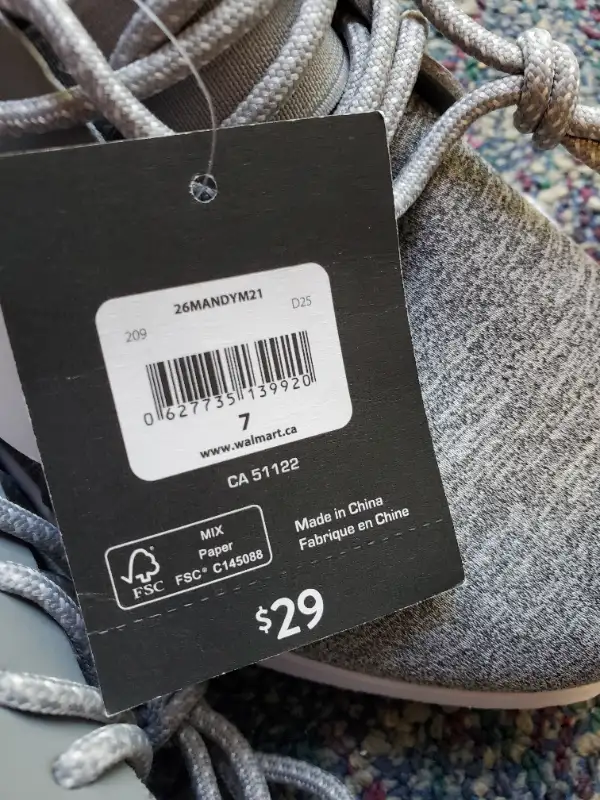 26MANDYM21
209 D25
0 627735 139920
7
www.walmart.ca
CA 51122
MIX
Paper
FSC® C145088
FSC
Made in China
Fabrique en Chine
$29